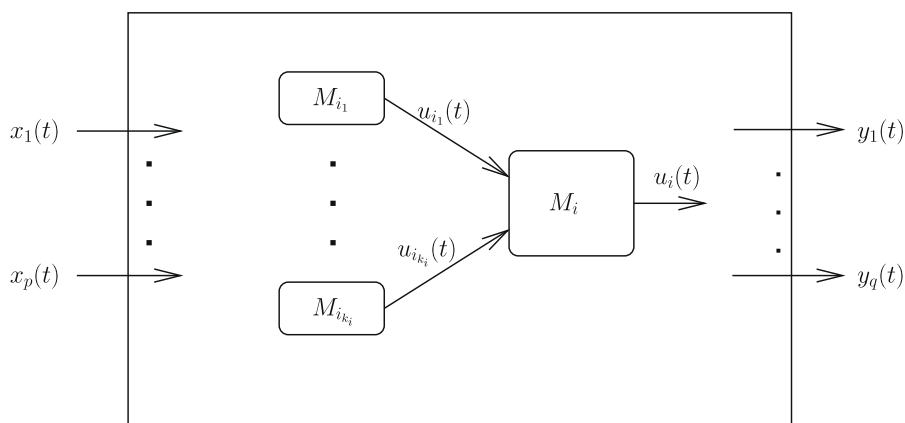 M_{i_1}
u_{i_1}(t)
x_1(t)
y_1(t)
u_i(t)
M_i
u_{i_{k_i}}(t)
x_p(t)
y_q(t)
M_{i_{k_i}}